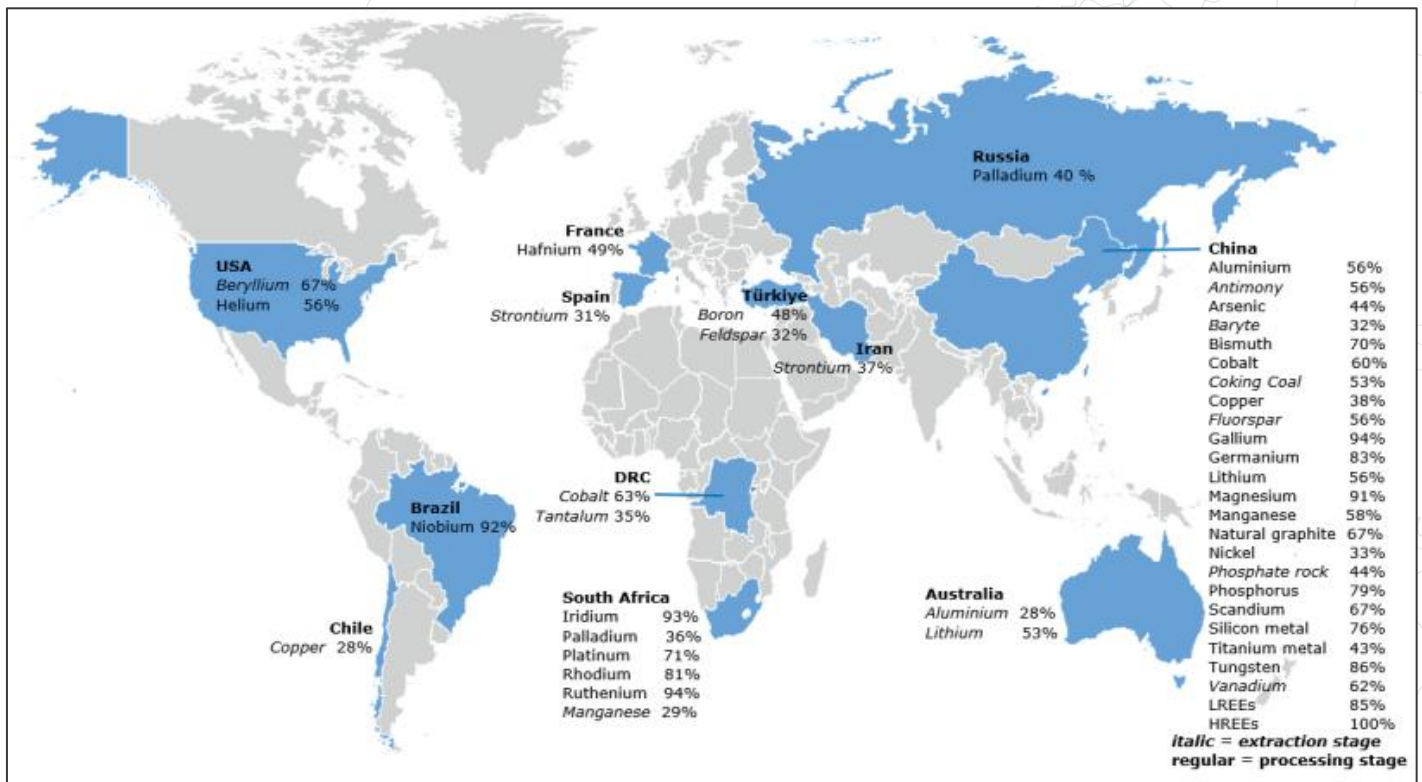 Russia
Palladium 40 %
France
Hafnium 49%
China
Aluminium 56%
Antimony 56%
Arsenic 44%
Baryte 32%
Bismuth 70%
Cobalt 60%
Coking Coal 53%
Copper 38%
Fluorspar 56%
Gallium 94%
Germanium 83%
Lithium 56%
Magnesium 91%
Manganese 58%
Natural graphite 67%
Nickel 33%
Phosphate rock 44%
Phosphorus 79%
Scandium 67%
Silicon metal 76%
Titanium metal 43%
Tungsten 86%
Vanadium 62%
LREEs 85%
HREEs 100%
italic = extraction stage
regular = processing stage
USA
Beryllium 67%
Helium 56%
Spain
Strontium 31%
Türkiye
Boron 48%
Feldspar 32%
Iran
Strontium 37%
DRC
Cobalt 63%
Tantalum 35%
Brazil
Niobium 92%
South Africa
Iridium 93%
Palladium 36%
Platinum 71%
Rhodium 81%
Ruthenium 94%
Manganese 29%
Australia
Aluminium 28%
Lithium 53%
Chile
Copper 28%